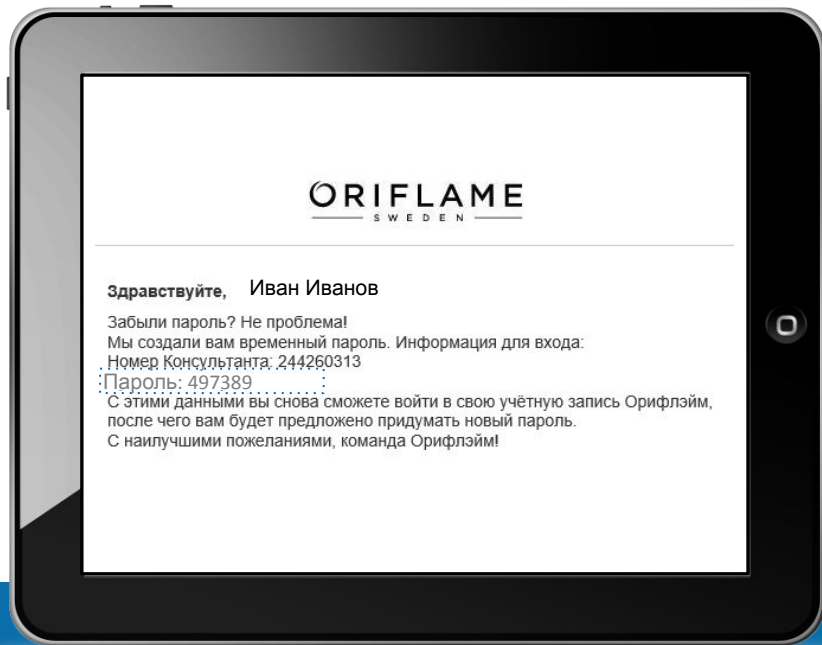 ORIFLAME
SWEDEN
Здравствуйте, Иван Иванов
Забыли пароль? Не проблема!
Мы создали вам временный пароль. Информация для входа:
Номер Консультанта: 244260313
Пароль: 497389
С этими данными вы снова сможете войти в свою учётную запись Орифлэйм,
после чего вам будет предложено придумать новый пароль.
С наилучшими пожеланиями, команда Орифлэйм!